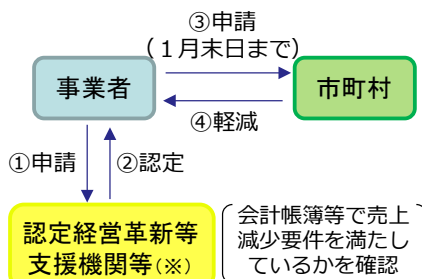 ③申請
(１月末日まで)
事業者
市町村
④軽減
①申請
②認定
認定経営革新等
支援機関等(※)
会計帳簿等で売上
減少要件を満たし
ているかを確認